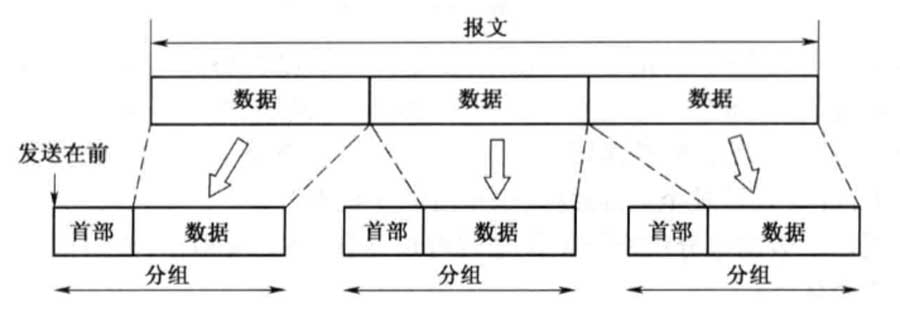 报文
数据 数据 数据
发送在前
首部 数据 首部 数据 首部 数据
分组 分组 分组